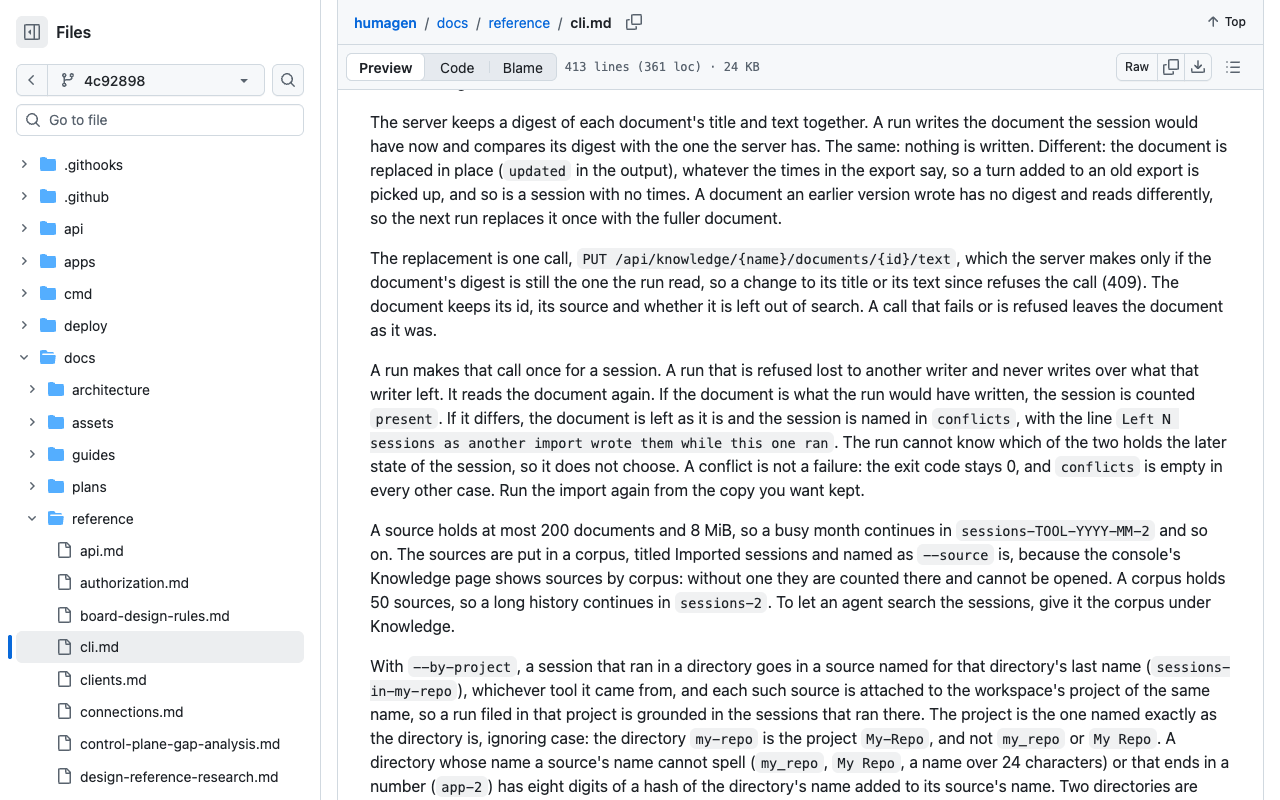 Files
4c92898
Go to file
.githooks
.github
api
apps
cmd
deploy
docs
architecture
assets
guides
plans
reference
api.md
authorization.md
board-design-rules.md
cli.md
clients.md
connections.md
control-plane-gap-analysis.md
design-reference-research.md
humagen / docs / reference / cli.md
Top
Preview Code Blame 413 lines (361 loc) · 24 KB
Raw
The server keeps a digest of each document's title and text together. A run writes the document the session would
have now and compares its digest with the one the server has. The same: nothing is written. Different: the document is
replaced in place ( updated in the output), whatever the times in the export say, so a turn added to an old export is
picked up, and so is a session with no times. A document an earlier version wrote has no digest and reads differently,
so the next run replaces it once with the fuller document.
The replacement is one call, PUT /api/knowledge/{name}/documents/{id}/text , which the server makes only if the
document's digest is still the one the run read, so a change to its title or its text since refuses the call (409). The
document keeps its id, its source and whether it is left out of search. A call that fails or is refused leaves the document
as it was.
A run makes that call once for a session. A run that is refused lost to another writer and never writes over what that
writer left. It reads the document again. If the document is what the run would have written, the session is counted
present . If it differs, the document is left as it is and the session is named in conflicts , with the line Left N
sessions as another import wrote them while this one ran . The run cannot know which of the two holds the later
state of the session, so it does not choose. A conflict is not a failure: the exit code stays 0, and conflicts is empty in
every other case. Run the import again from the copy you want kept.
A source holds at most 200 documents and 8 MiB, so a busy month continues in sessions-TOOL-YYYY-MM-2 and so
on. The sources are put in a corpus, titled Imported sessions and named as --source is, because the console's
Knowledge page shows sources by corpus: without one they are counted there and cannot be opened. A corpus holds
50 sources, so a long history continues in sessions-2 . To let an agent search the sessions, give it the corpus under
Knowledge.
With --by-project , a session that ran in a directory goes in a source named for that directory's last name ( sessions-
in-my-repo ), whichever tool it came from, and each such source is attached to the workspace's project of the same
name, so a run filed in that project is grounded in the sessions that ran there. The project is the one named exactly as
the directory is, ignoring case: the directory my-repo is the project My-Repo , and not my_repo or My Repo . A
directory whose name a source's name cannot spell ( my_repo , My Repo , a name over 24 characters) or that ends in a
number ( app-2 ) has eight digits of a hash of the directory's name added to its source's name. Two directories are